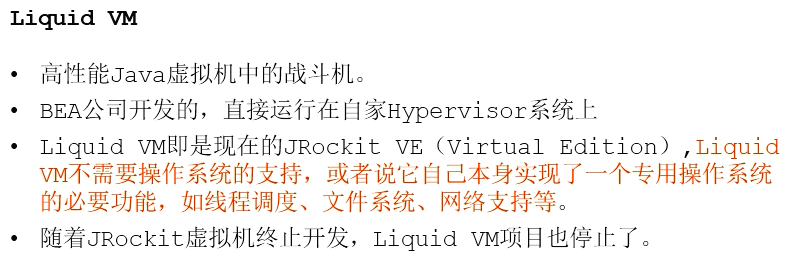 Liquid VM
• 高性能Java虚拟机中的战斗机。
• BEA公司开发的，直接运行在自家Hypervisor系统上
• Liquid VM即是现在的JRockit VE（Virtual Edition）,Liquid
VM不需要操作系统的支持，或者说它自己本身实现了一个专用操作系统
的必要功能，如线程调度、文件系统、网络支持等。
• 随着JRockit虚拟机终止开发，Liquid VM项目也停止了。